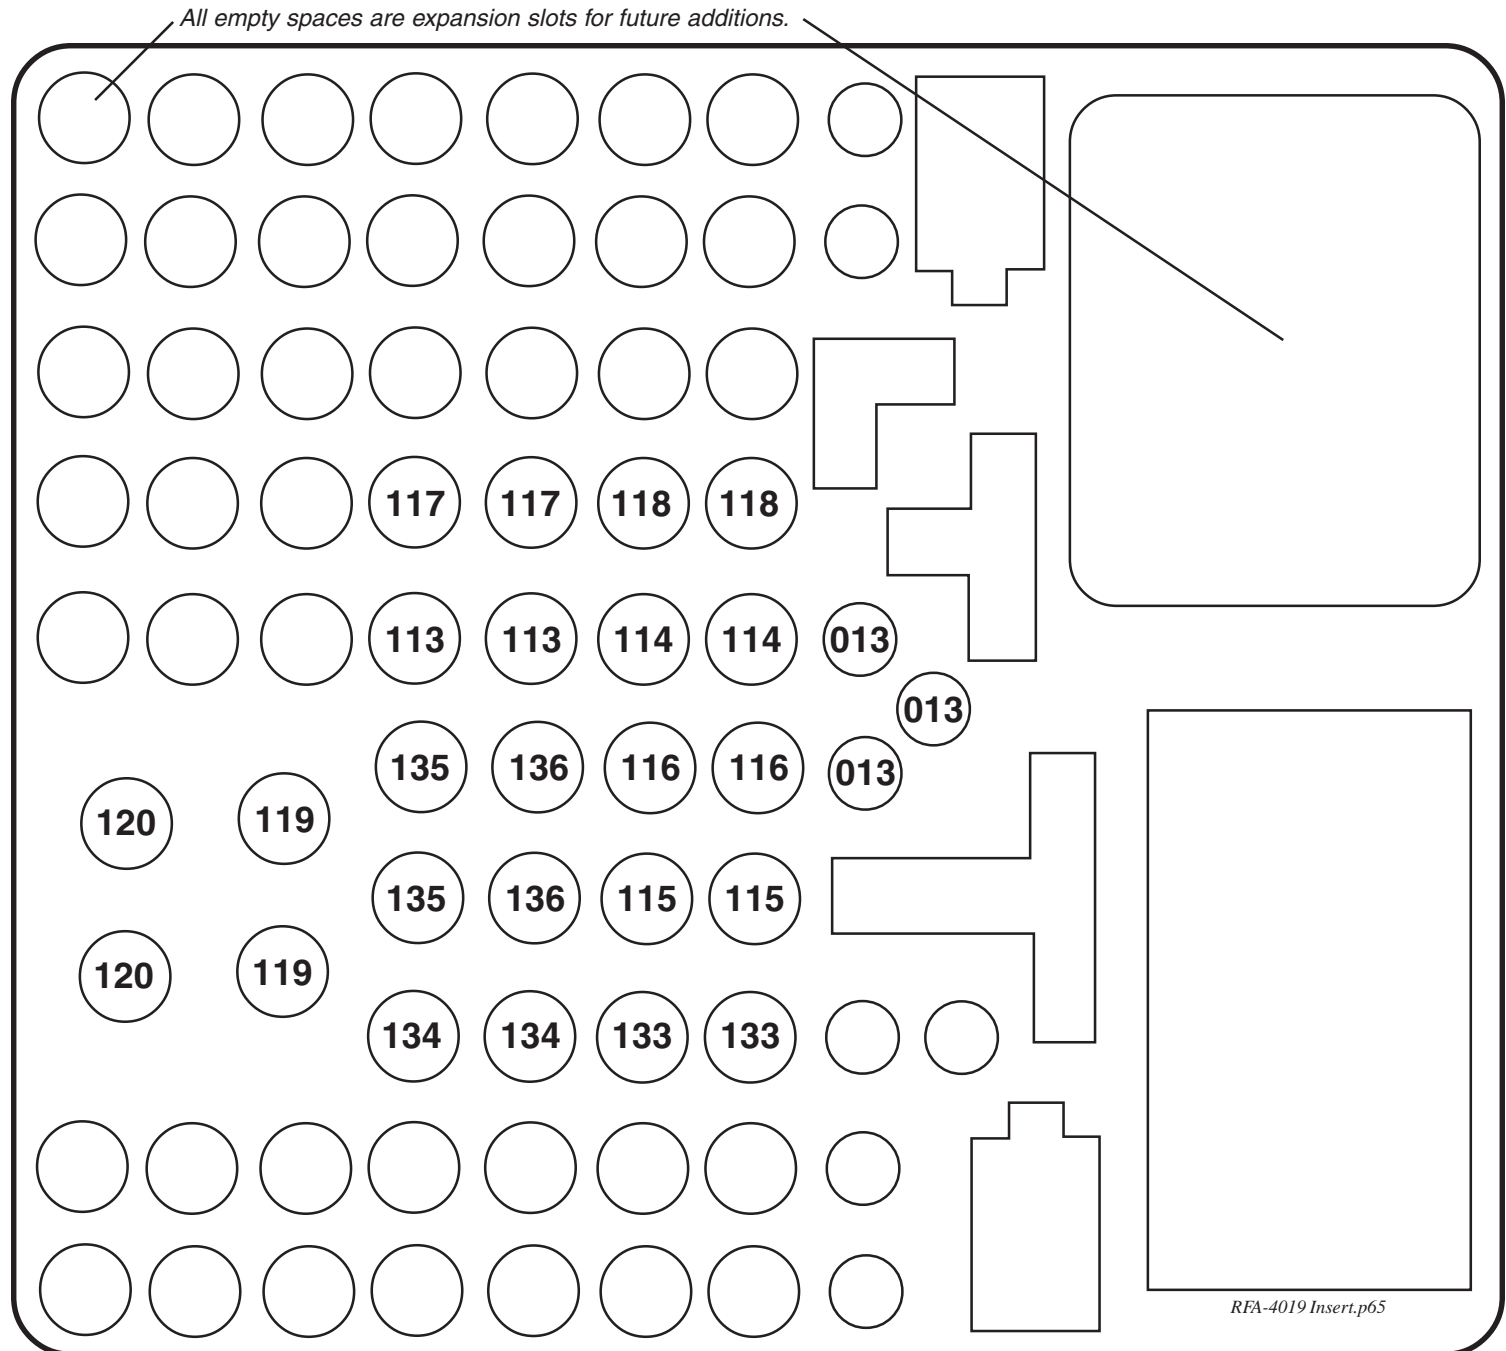 All empty spaces are expansion slots for future additions.
117 117 118 118
113 113 114 114 013
013
135 136 116 116 013
120 119
135 136 115 115
120 119
134 134 133 133
RFA-4019 Insert.p65